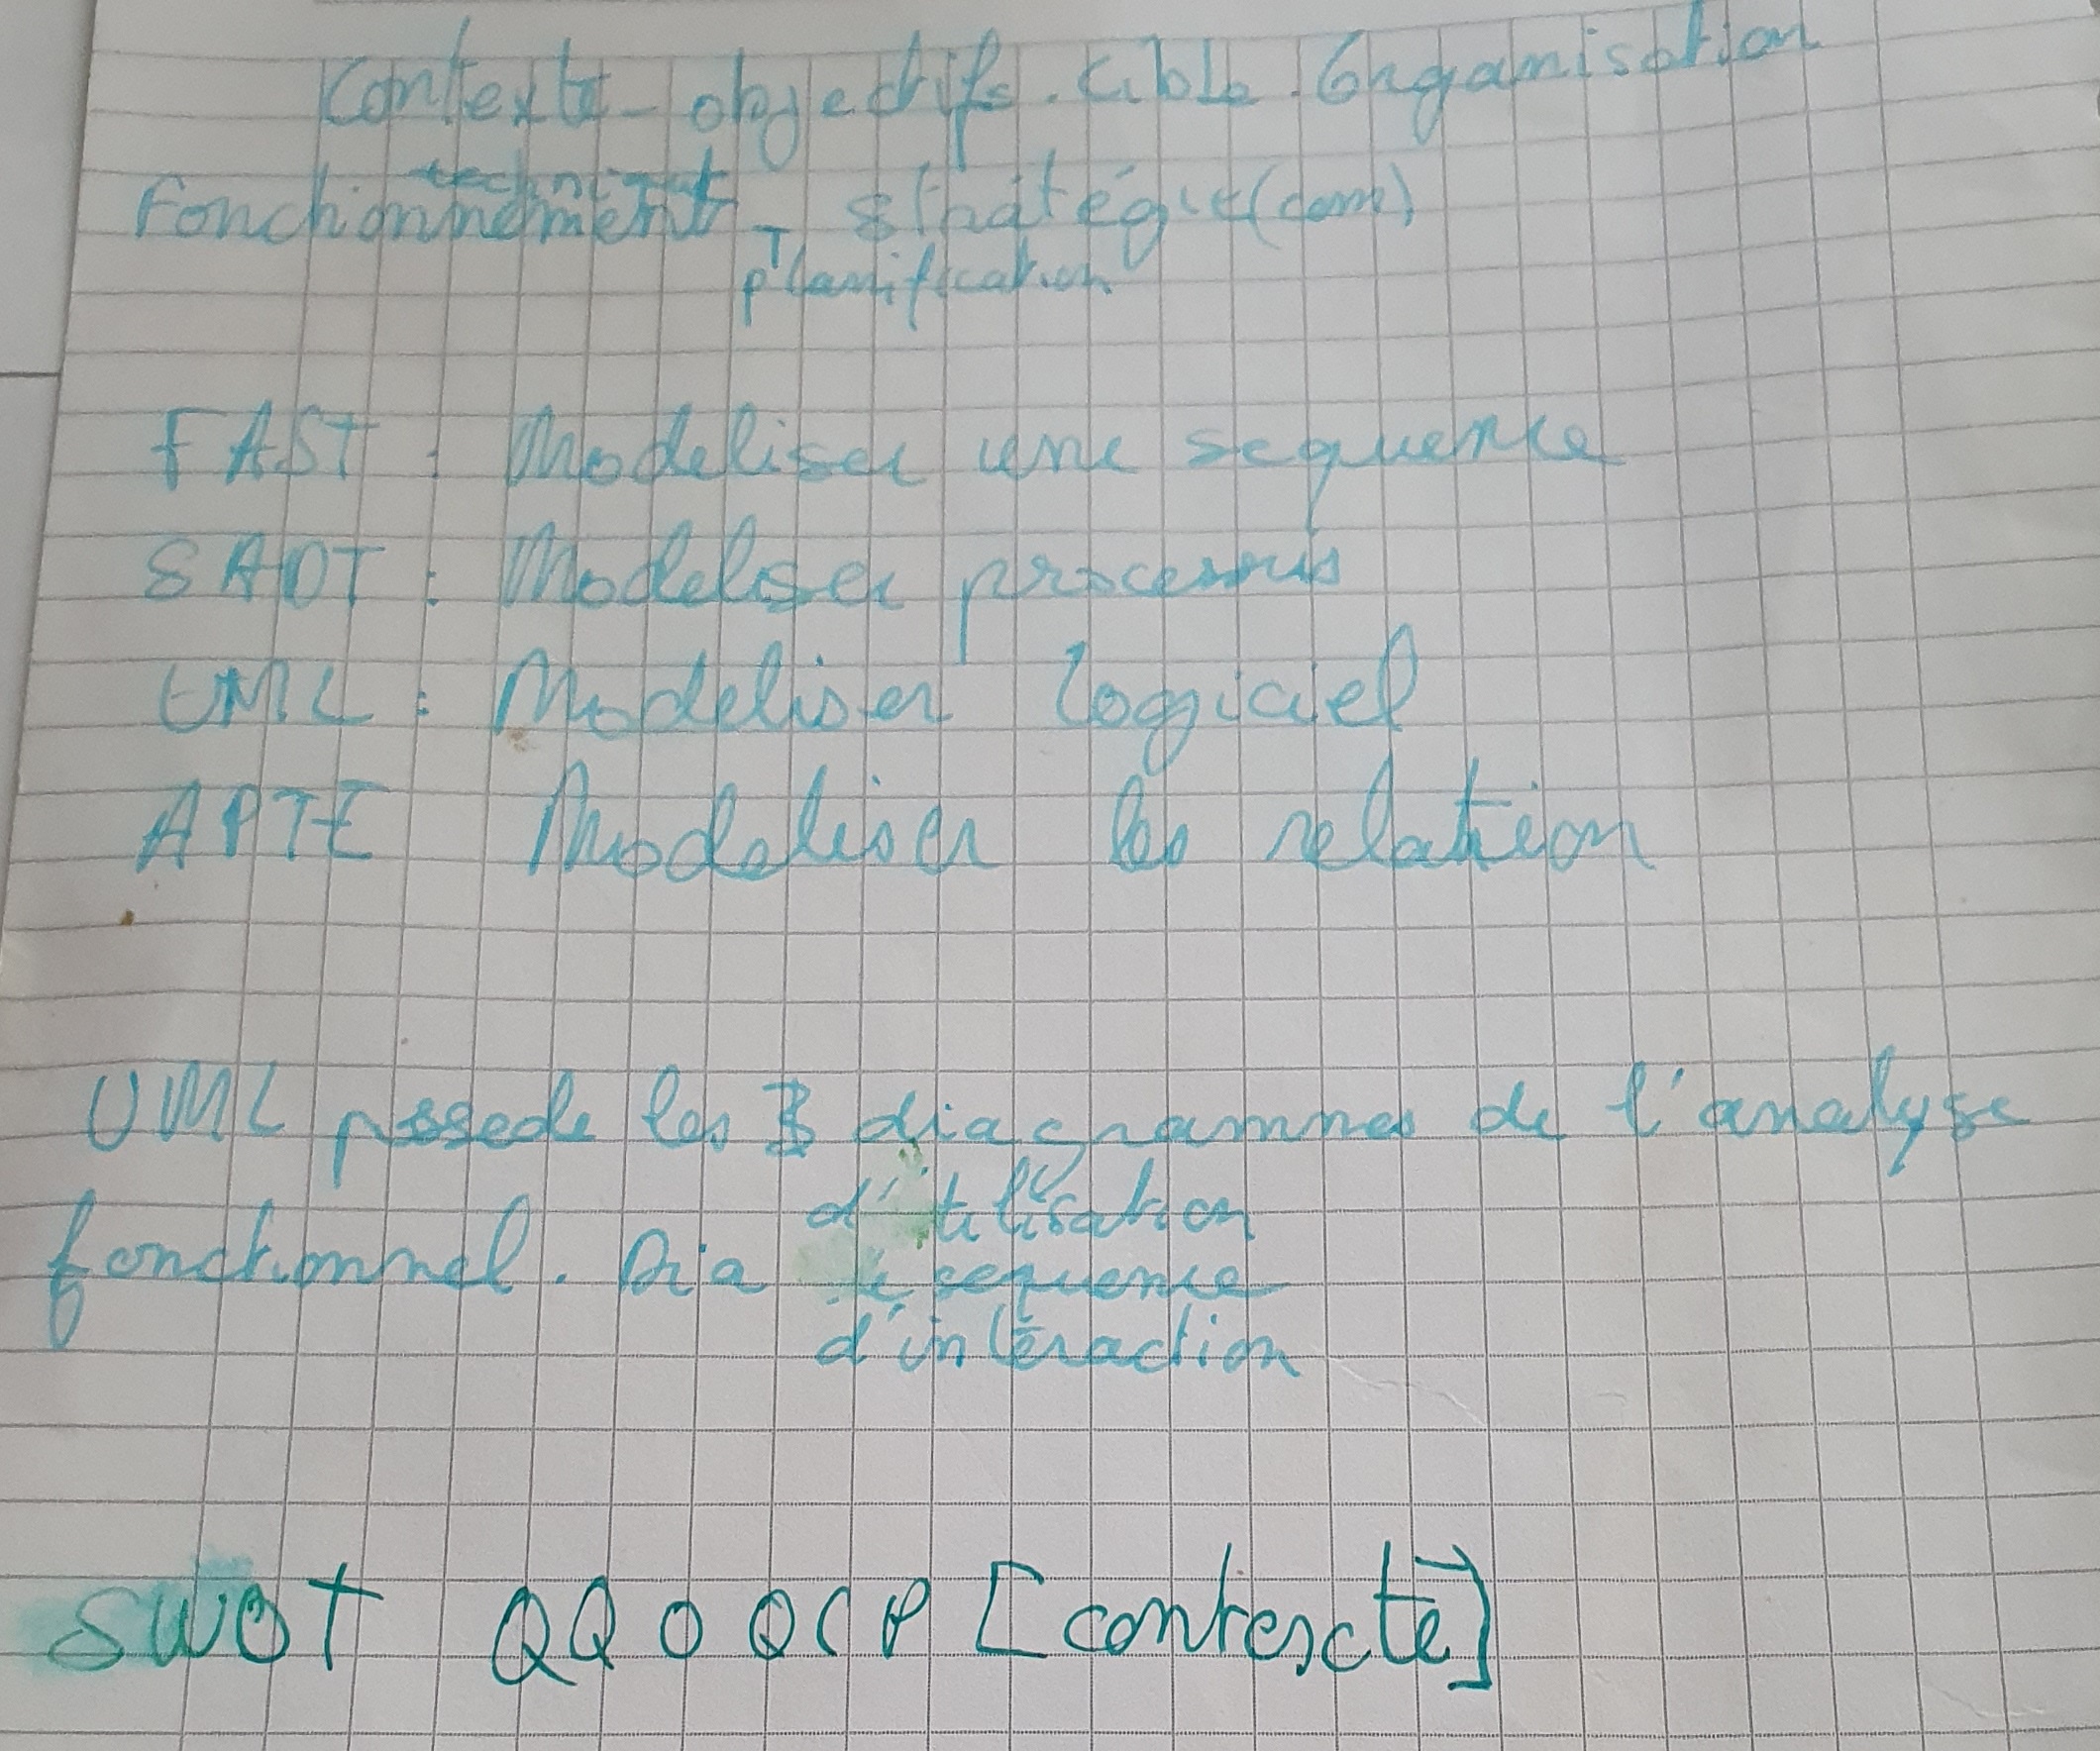 Contexte - objectifs. cible. Organisation
technique
Fonctionnement - stratégie (com)
planification
FAST : Modeliser une sequence
SADT : Modeliser processus
UML : Modeliser logiciel
APTE Modeliser les relation
UML possede les 3 diagrammes de l'analyse
d'utilisation
fonctionnel. Dia de sequence
d'interaction
SWOT QQOQCP [contexte]